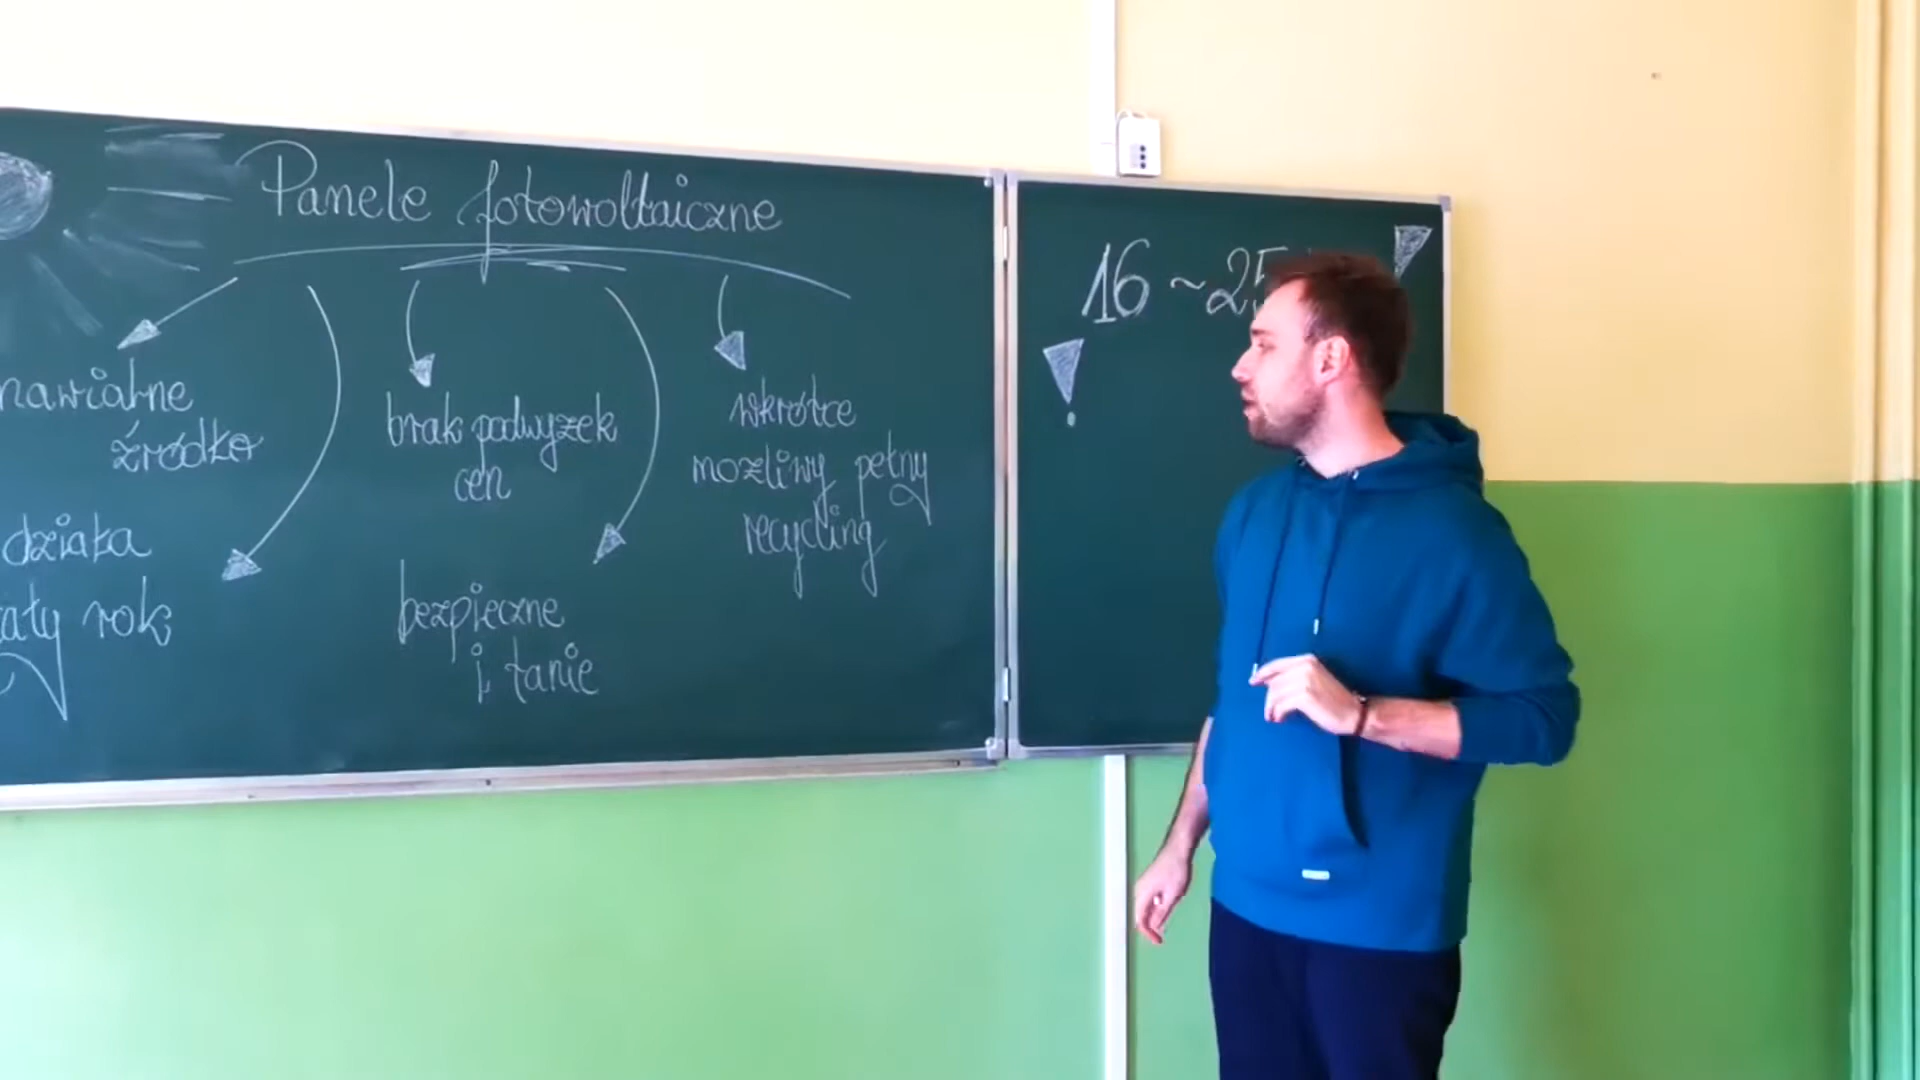 Panele fotowoltaiczne
nawialne
źródło
działa
cały rok
brak podwyżek
cen
bezpieczne
i tanie
wkrótce
możliwy pełny
recycling
16 ~25